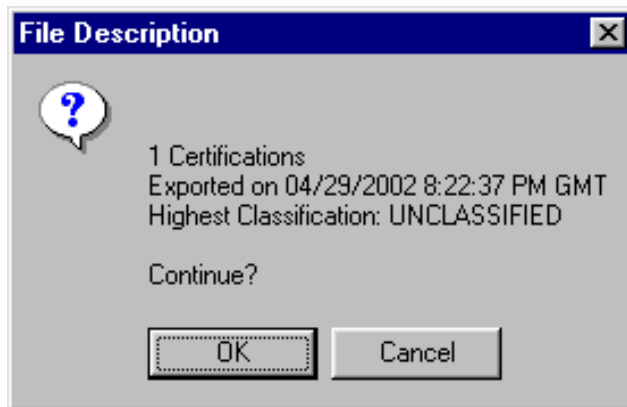 File Description
1 Certifications
Exported on 04/29/2002 8:22:37 PM GMT
Highest Classification: UNCLASSIFIED
Continue?
OK
Cancel